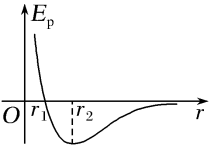 Eₚ
O r₁ r₂ r